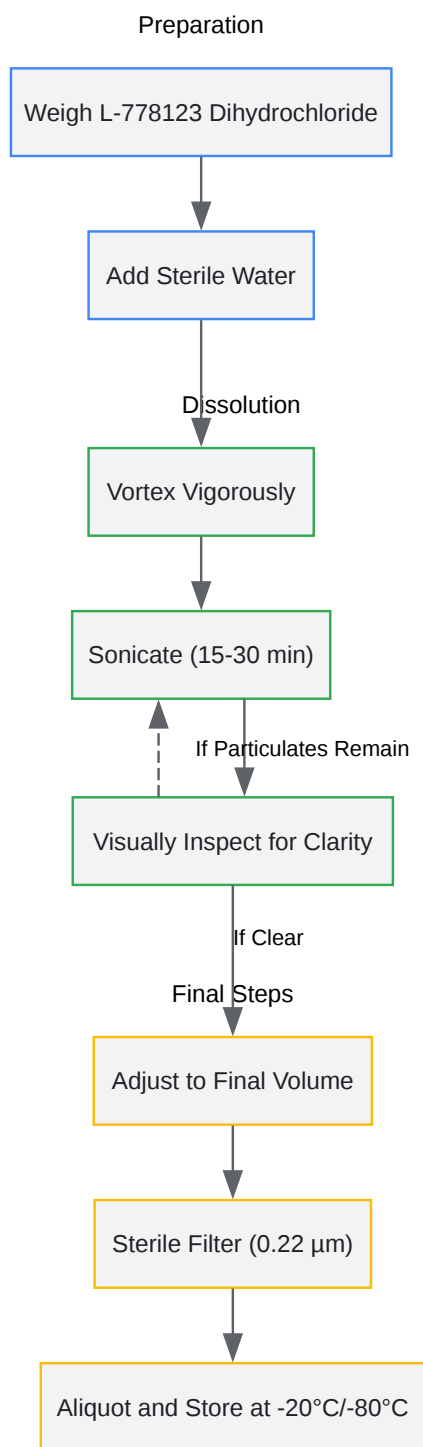 Preparation
Weigh L-778123 Dihydrochloride
Add Sterile Water
Dissolution
Vortex Vigorously
Sonicate (15-30 min)
If Particulates Remain
Visually Inspect for Clarity
If Clear
Final Steps
Adjust to Final Volume
Sterile Filter (0.22 µm)
Aliquot and Store at -20°C/-80°C